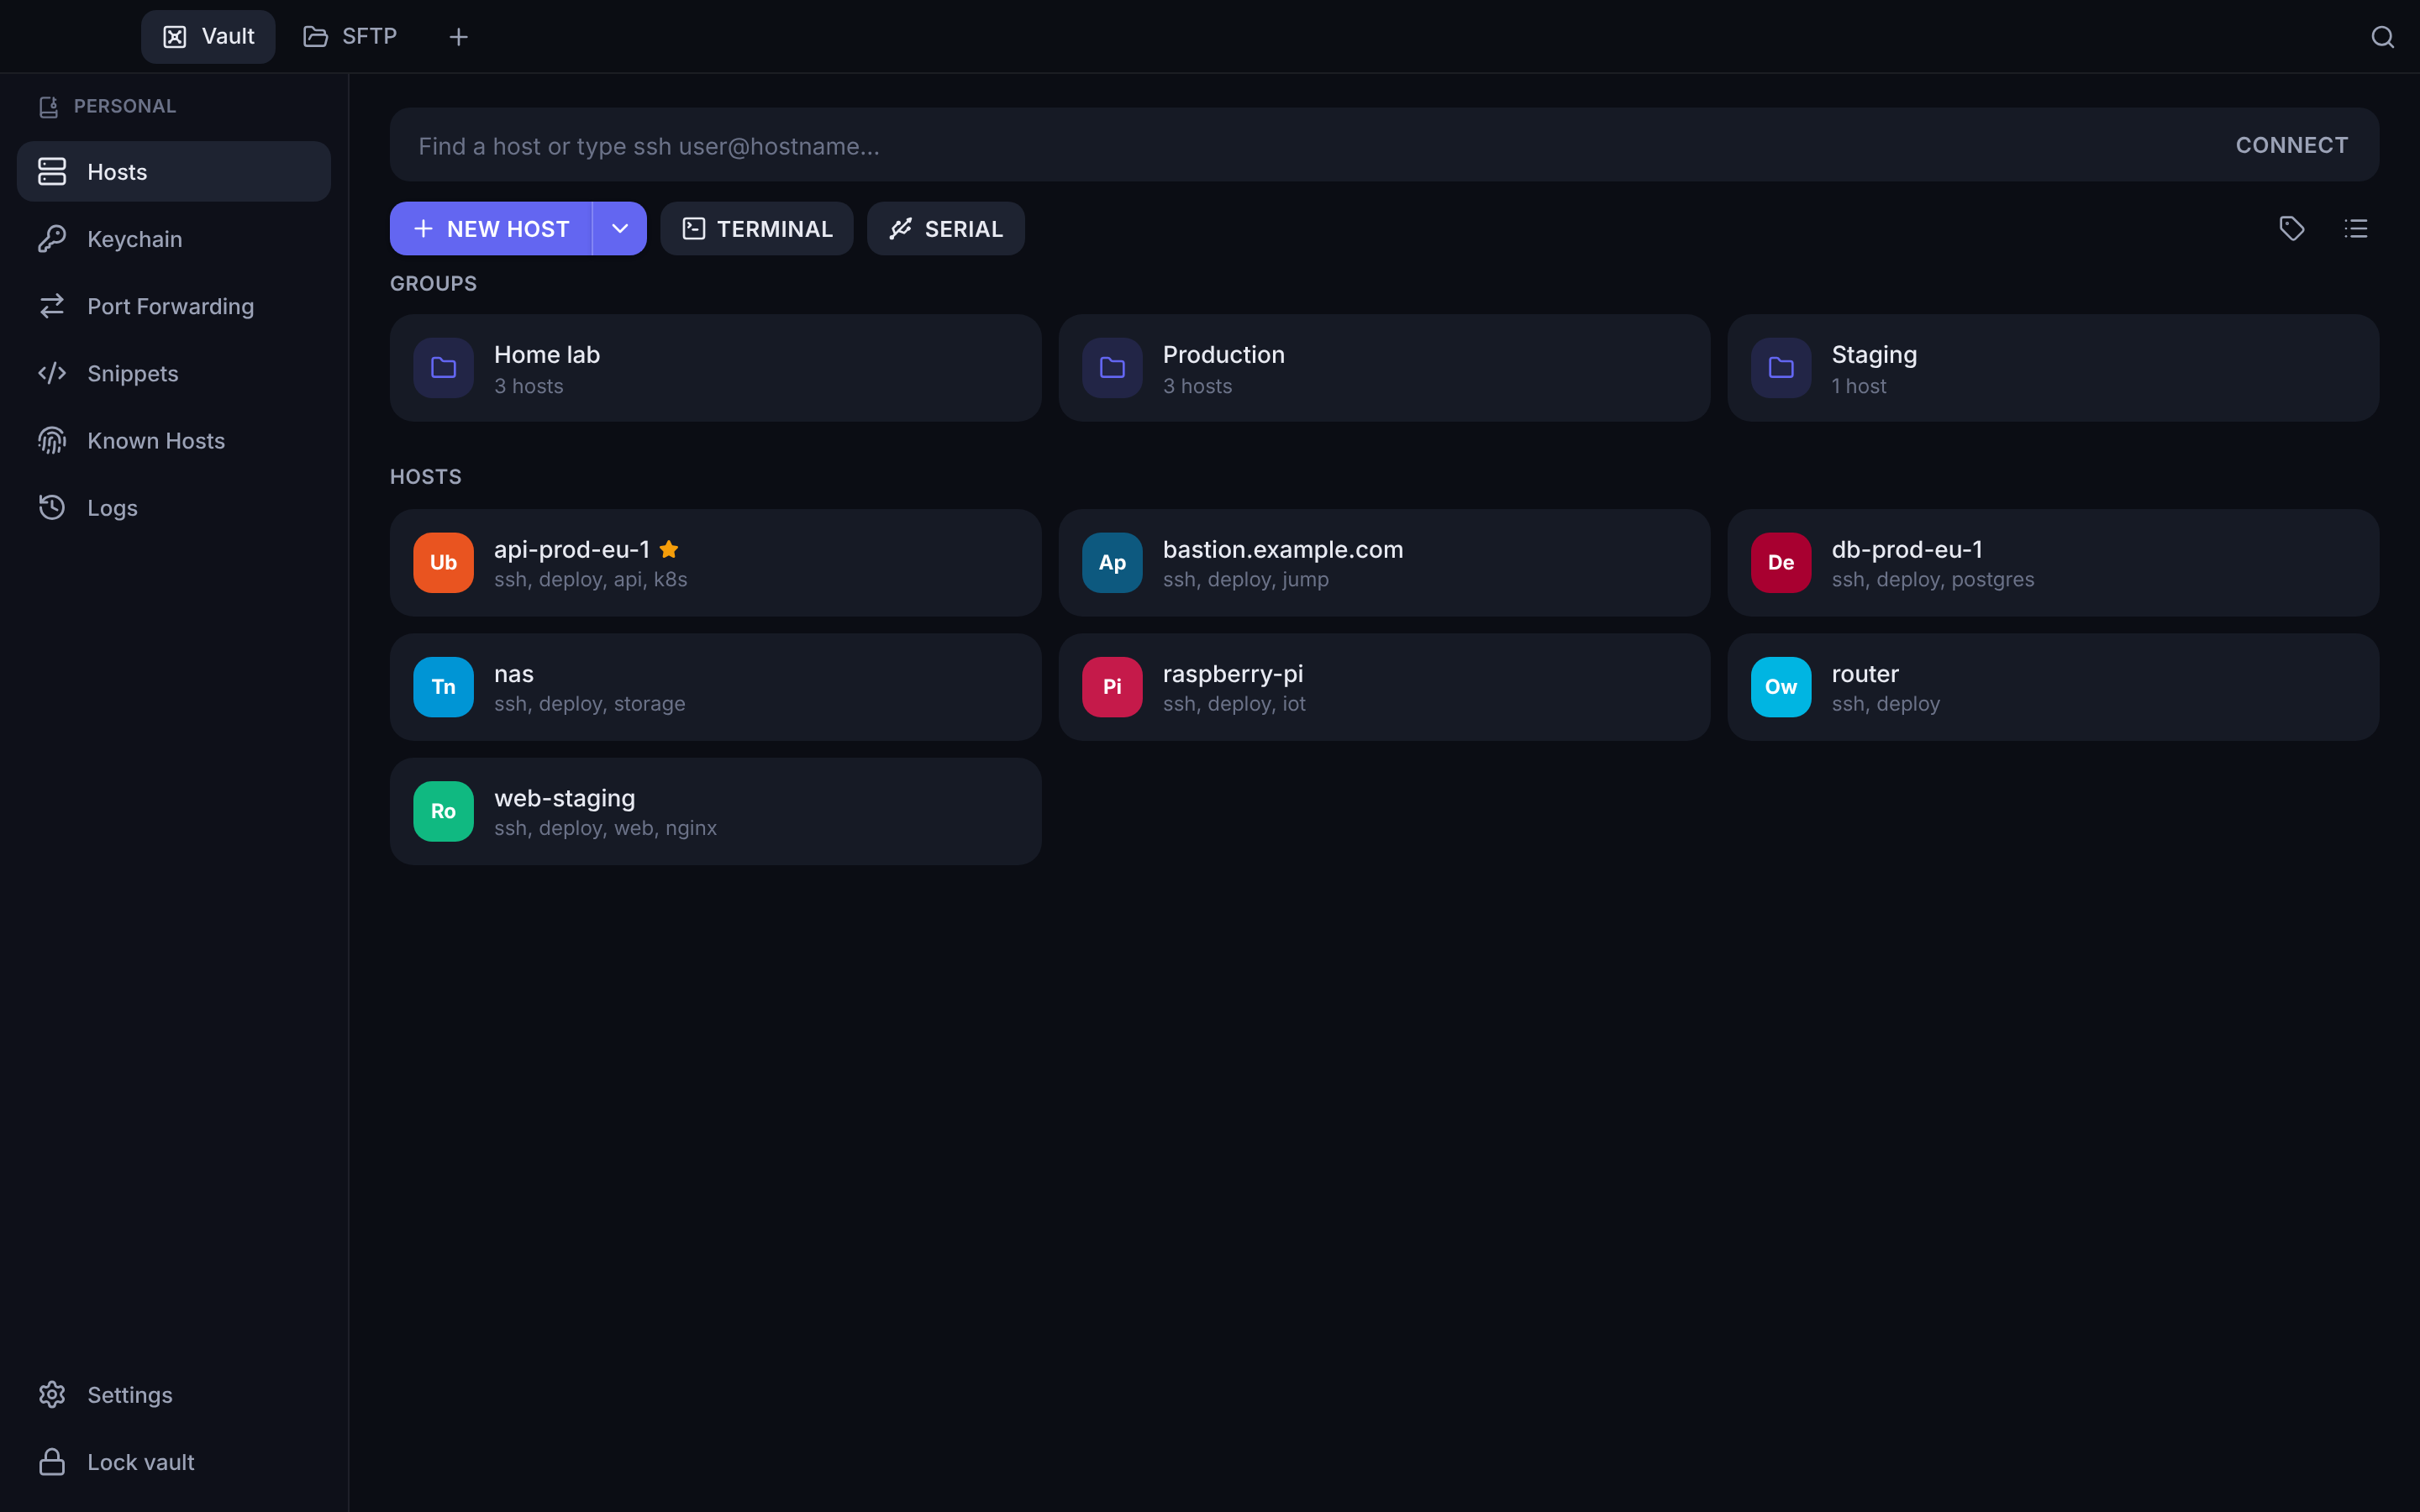 Vault
SFTP
PERSONAL
Hosts
Keychain
Port Forwarding
Snippets
Known Hosts
Logs
Settings
Lock vault
Find a host or type ssh user@hostname...
CONNECT
NEW HOST
TERMINAL
SERIAL
GROUPS
Home lab
3 hosts
Production
3 hosts
Staging
1 host
HOSTS
Ub
api-prod-eu-1
ssh, deploy, api, k8s
Ap
bastion.example.com
ssh, deploy, jump
De
db-prod-eu-1
ssh, deploy, postgres
Tn
nas
ssh, deploy, storage
Pi
raspberry-pi
ssh, deploy, iot
Ow
router
ssh, deploy
Ro
web-staging
ssh, deploy, web, nginx